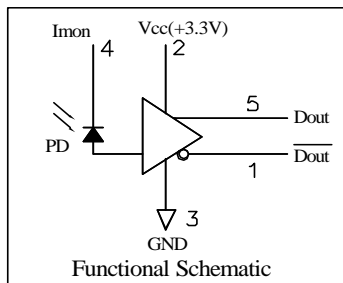 Imon
Vcc(+3.3V)
4
2
5
Dout
PD
1
Dout
3
GND
Functional Schematic